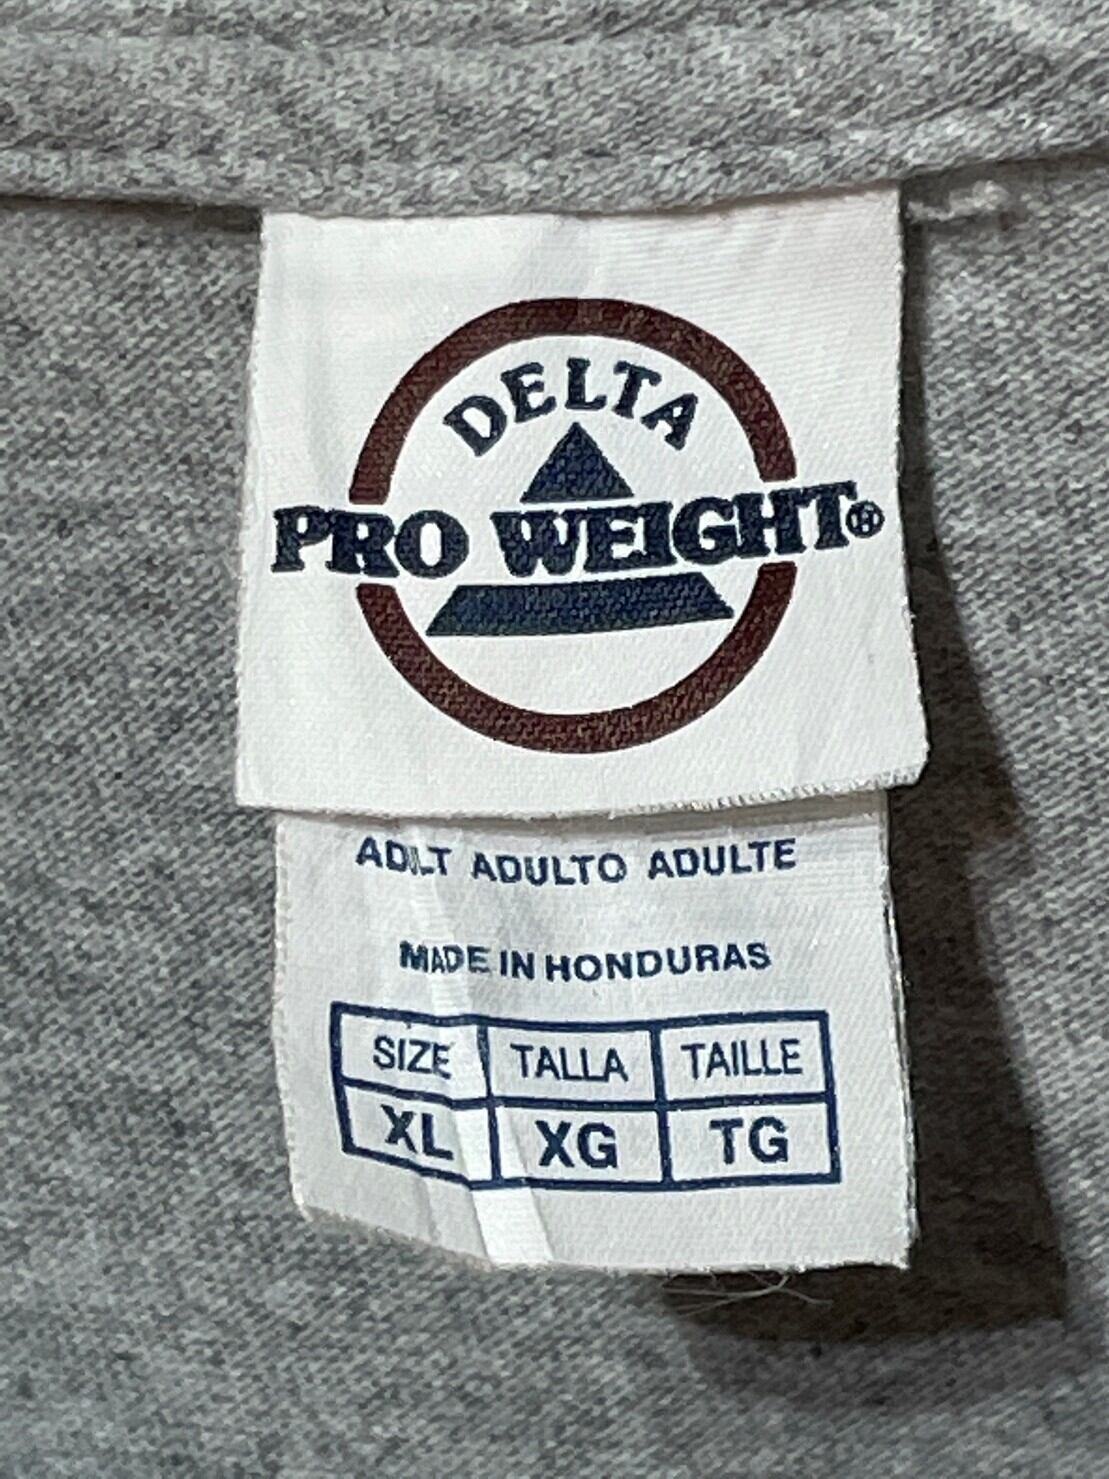 DELTA
PRO WEIGHT®
ADULT ADULTO ADULTE
MADE IN HONDURAS
SIZE TALLA TAILLE
XL XG TG